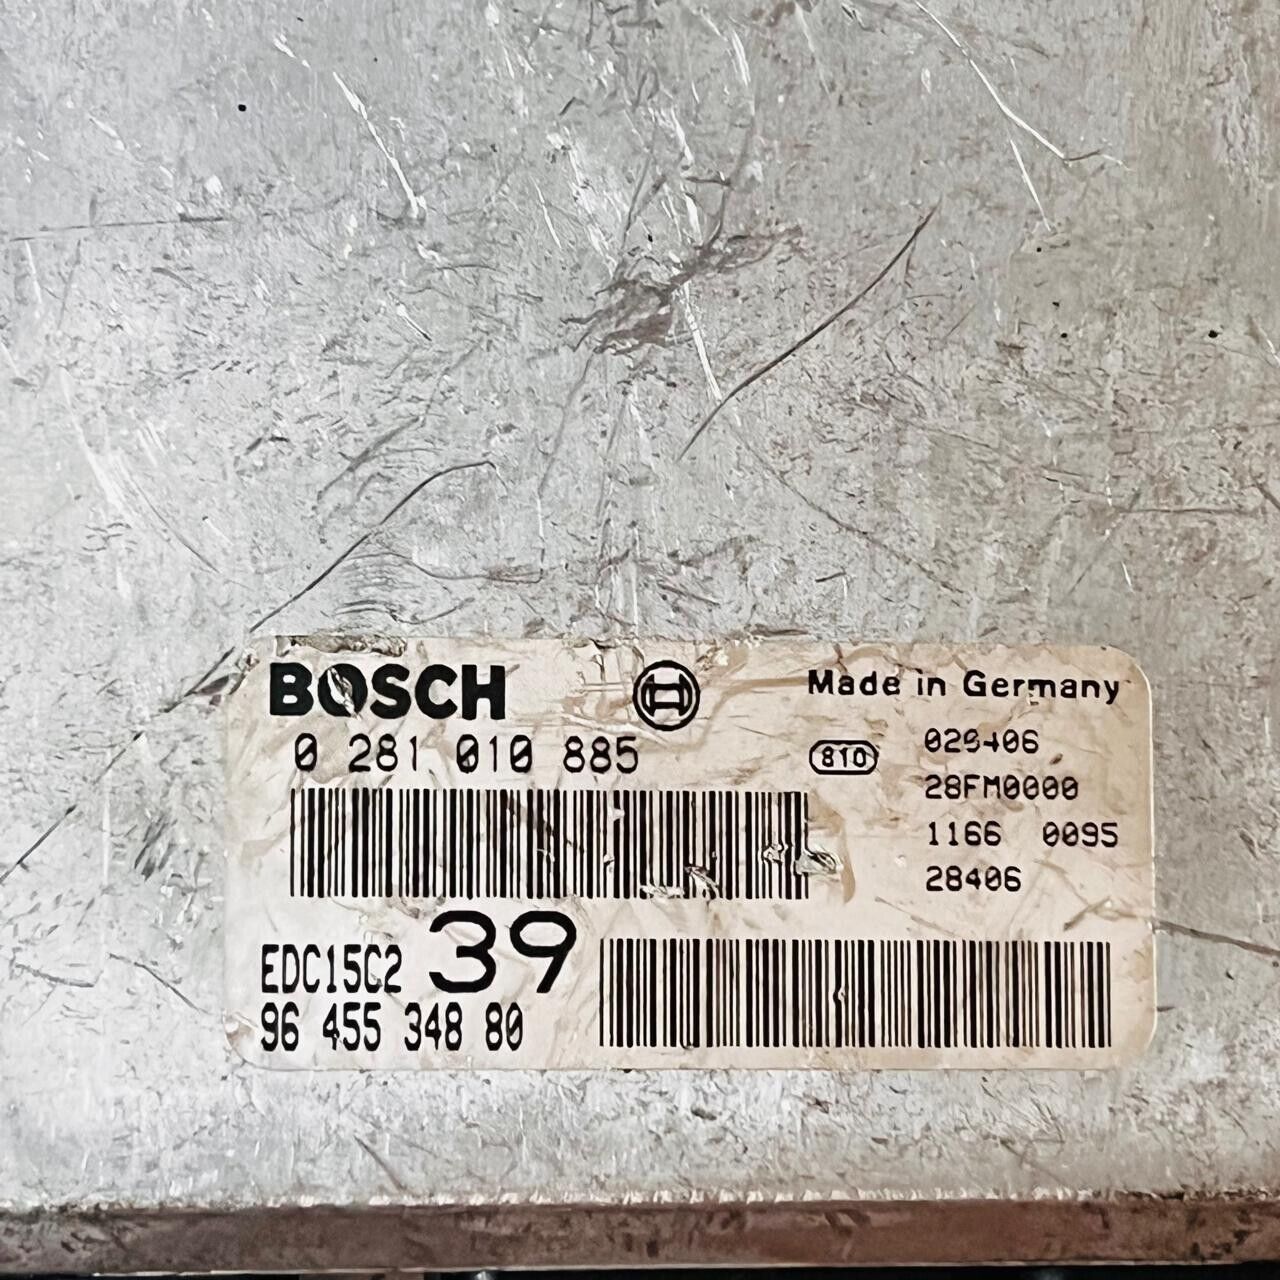 BOSCH
Made in Germany
0 281 010 885
810
28FM0000
1166 0095
28406
EDC15C2 39
96 455 348 80